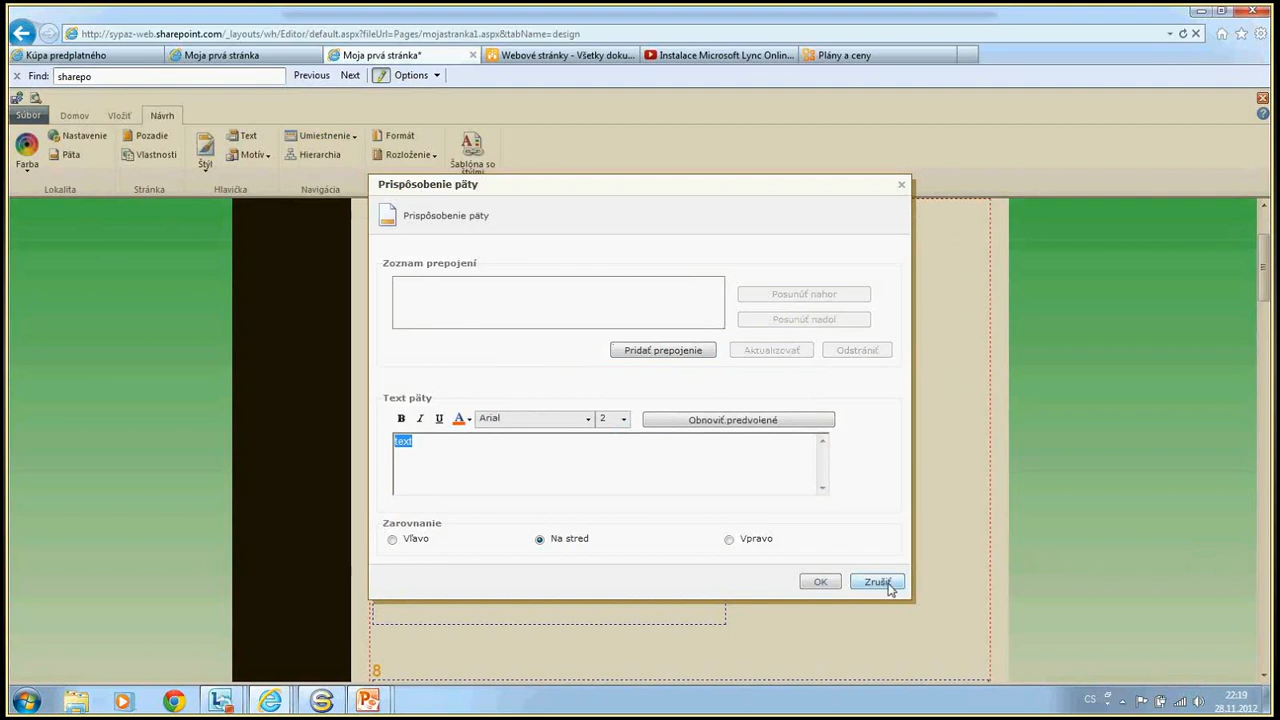 http://sypaz-web.sharepoint.com/_layouts/wh/Editor/default.aspx?fileUrl=Pages/mojastranka1.aspx&tabName=design
Kúpa predplatného
Moja prvá stránka
Moja prvá stránka*
Webové stránky - Všetky doku...
Instalace Microsoft Lync Onlin...
Plány a ceny
Find: sharepo Previous Next Options
Súbor Domov Vložiť Návrh
Farba
Nastavenie
Päta
Lokalita
Pozadie
Vlastnosti
Stránka
Štýl
Text
Motív
Hlavička
Umiestnenie
Hierarchia
Navigácia
Formát
Rozloženie
Šablóna so
Prispôsobenie päty
Prispôsobenie päty
Zoznam prepojení
Posunúť nahor
Posunúť nadol
Pridať prepojenie Aktualizovať Odstrániť
Text päty
B I U A Arial 2 Obnoviť predvolené
text
Zarovnanie
Vľavo Na stred Vpravo
OK Zrušiť
8
CS
22:19
28.11.2012